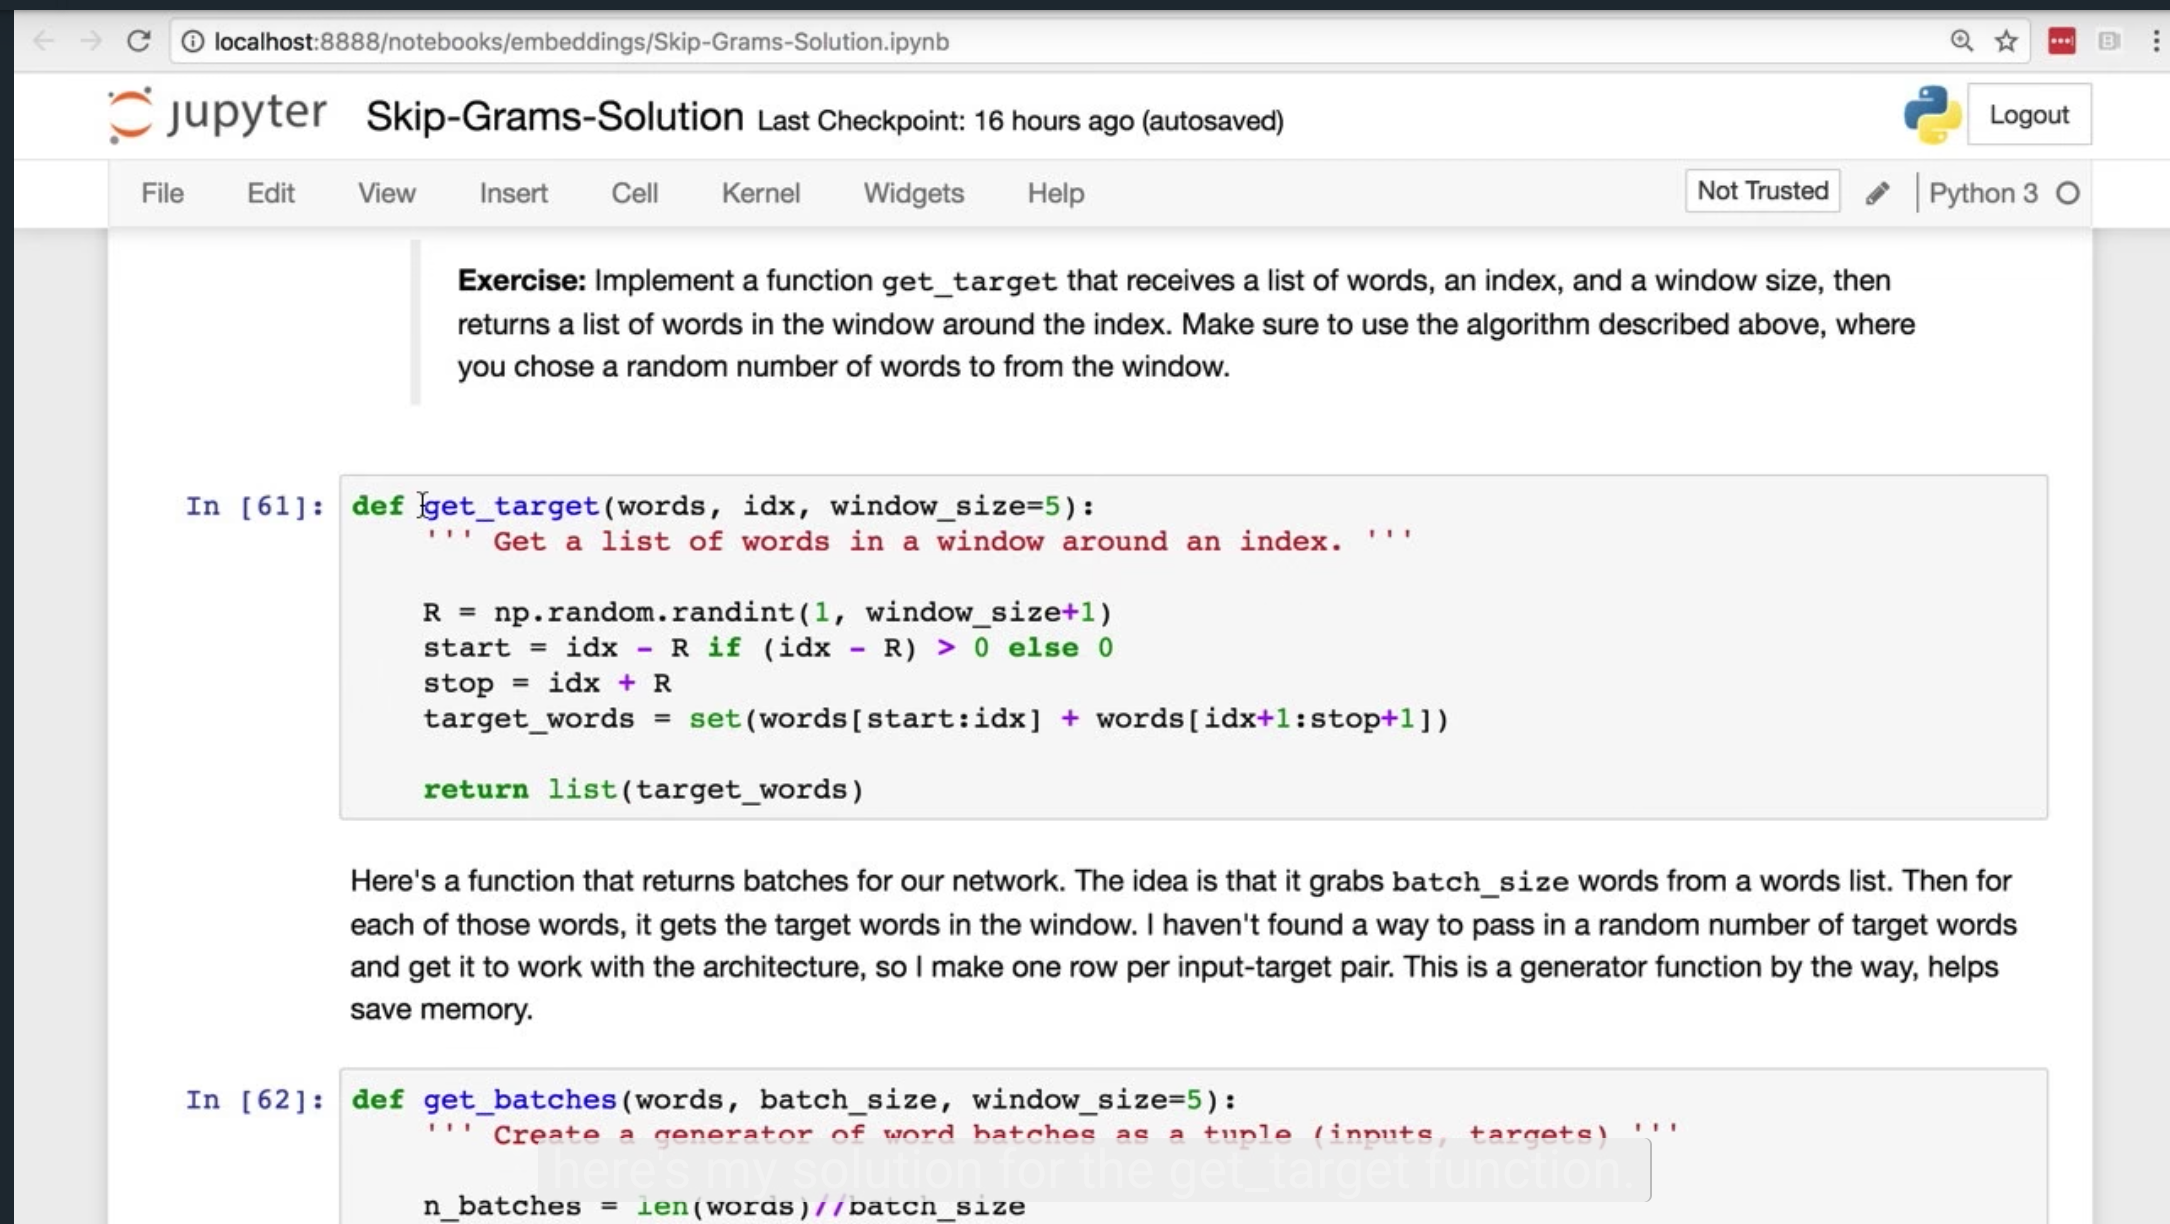 localhost:8888/notebooks/embeddings/Skip-Grams-Solution.ipynb
jupyter Skip-Grams-Solution Last Checkpoint: 16 hours ago (autosaved) Logout
File Edit View Insert Cell Kernel Widgets Help Not Trusted Python 3
Exercise: Implement a function get_target that receives a list of words, an index, and a window size, then
returns a list of words in the window around the index. Make sure to use the algorithm described above, where
you chose a random number of words to from the window.
In [61]: def get_target(words, idx, window_size=5):
''' Get a list of words in a window around an index. '''
R = np.random.randint(1, window_size+1)
start = idx - R if (idx - R) > 0 else 0
stop = idx + R
target_words = set(words[start:idx] + words[idx+1:stop+1])
return list(target_words)
Here's a function that returns batches for our network. The idea is that it grabs batch_size words from a words list. Then for
each of those words, it gets the target words in the window. I haven't found a way to pass in a random number of target words
and get it to work with the architecture, so I make one row per input-target pair. This is a generator function by the way, helps
save memory.
In [62]: def get_batches(words, batch_size, window_size=5):
''' Create a generator of word batches as a tuple (inputs, targets) '''
here's my solution for the get_target function.
n_batches = len(words)//batch_size